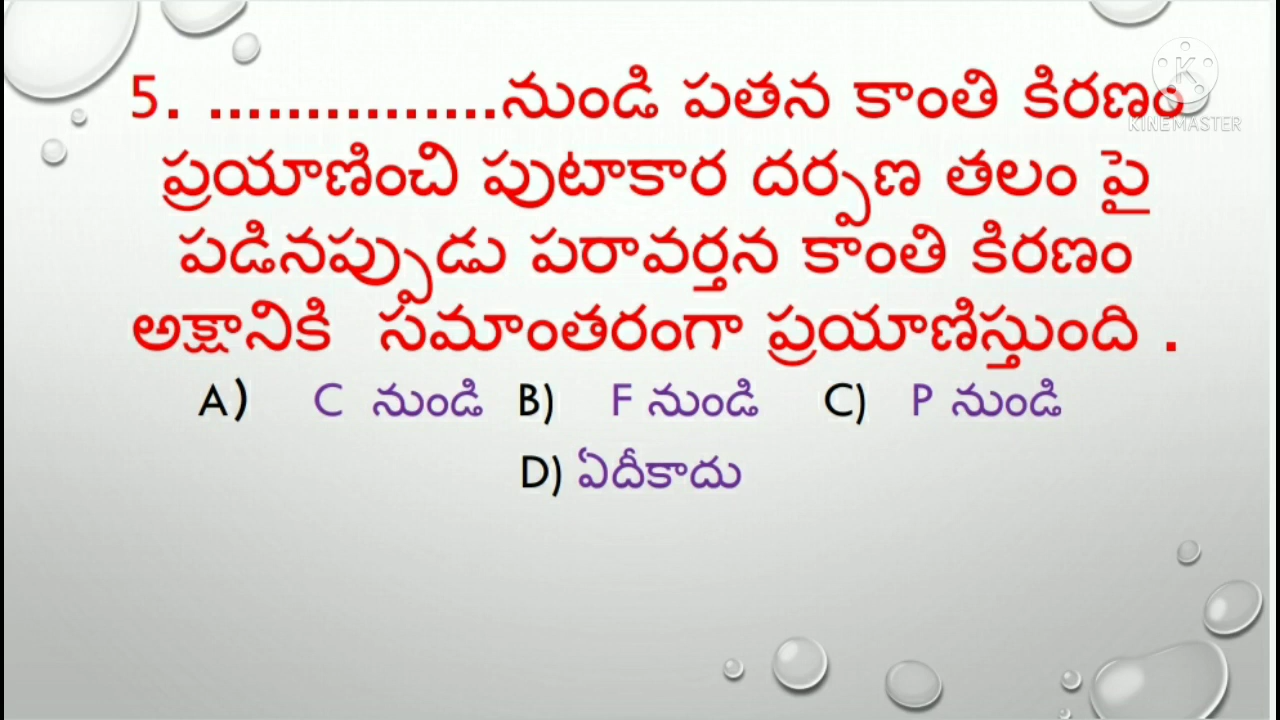 5. ...............నుండి పతన కాంతి కిరణం
KINEMASTER
ప్రయాణించి పుటాకార దర్పణ తలం పై
పడినప్పుడు పరావర్తన కాంతి కిరణం
అక్షానికి సమాంతరంగా ప్రయాణిస్తుంది .
A) C నుండి B) F నుండి C) P నుండి
D) ఏదీకాదు